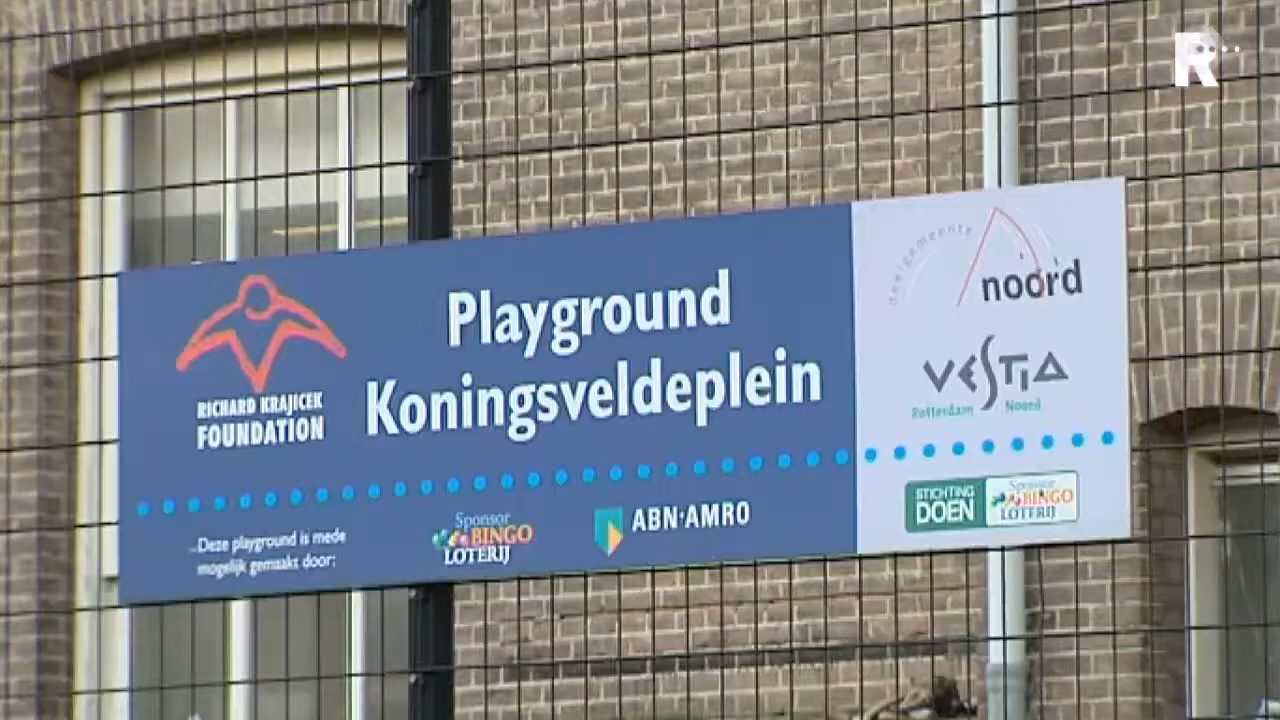 R
Playground
Koningsveldeplein
RICHARD KRAJICEK
FOUNDATION
Deze playground is mede
mogelijk gemaakt door:
Sponsor
BINGO
LOTERIJ
ABN·AMRO
deelgemeente
noord
VESTIA
Rotterdam Noord
STICHTING
DOEN
Sponsor
BINGO
LOTERIJ